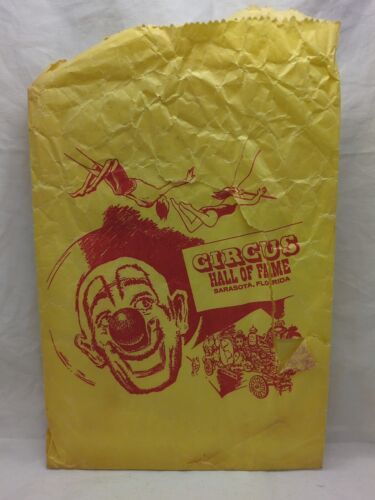 CIRCUS
HALL OF FAME
SARASOTA, FLORIDA